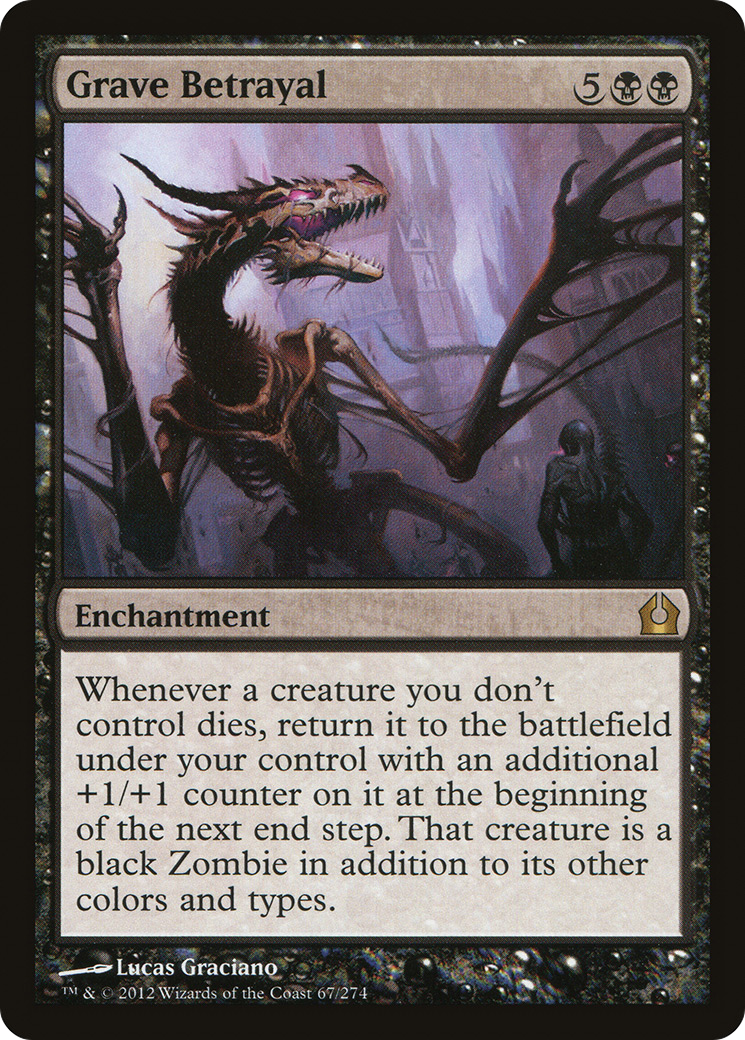 Grave Betrayal 5
Enchantment
Whenever a creature you don't
control dies, return it to the battlefield
under your control with an additional
+1/+1 counter on it at the beginning
of the next end step. That creature is a
black Zombie in addition to its other
colors and types.
Lucas Graciano
™ & © 2012 Wizards of the Coast 67/274